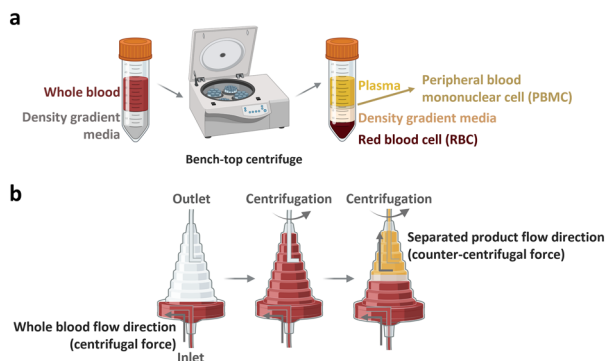 a
Whole blood
Density gradient
media
Bench-top centrifuge
Plasma
Peripheral blood
mononuclear cell (PBMC)
Density gradient media
Red blood cell (RBC)
b
Outlet
Centrifugation
Centrifugation
Separated product flow direction
(counter-centrifugal force)
Whole blood flow direction
(centrifugal force)
Inlet